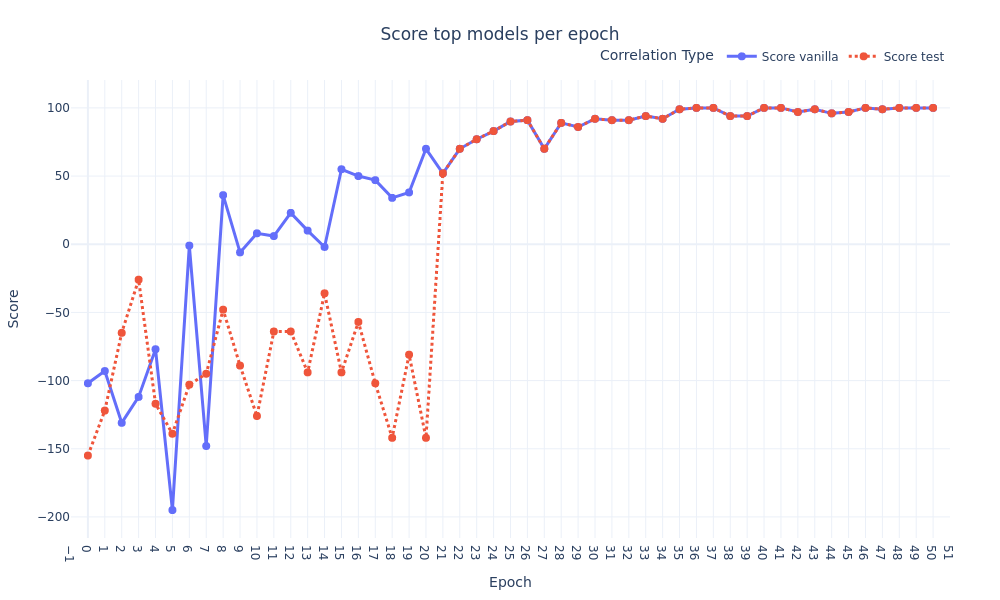 Score top models per epoch
Correlation Type Score vanilla Score test
100
50
0
−50
−100
−150
−200
Score
−1 0 1 2 3 4 5 6 7 8 9 10 11 12 13 14 15 16 17 18 19 20 21 22 23 24 25 26 27 28 29 30 31 32 33 34 35 36 37 38 39 40 41 42 43 44 45 46 47 48 49 50 51
Epoch